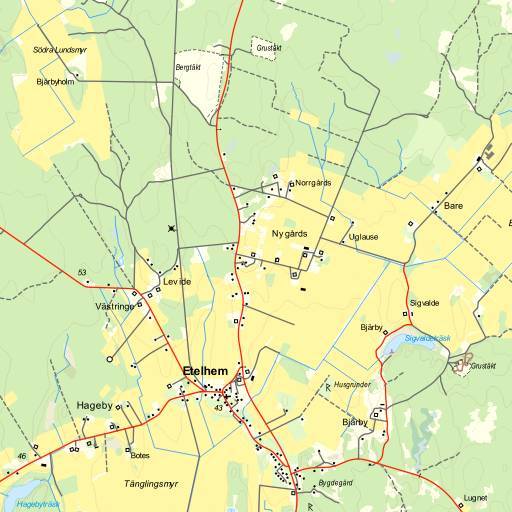 Södra Lundsmyr
Bjärbyholm
Bergtäkt
Grustäkt
Norrgårds
Bare
Nygårds
Uglause
53
Levide
Västringe
Sigvalde
Bjärby
Sigvaldeträsk
Grustäkt
Etelhem
Husgrunder
R
Hageby
43
Bjärby
46
Botes
Tänglingsmyr
Bygdegård
Lugnet
Hagebyträsk
R